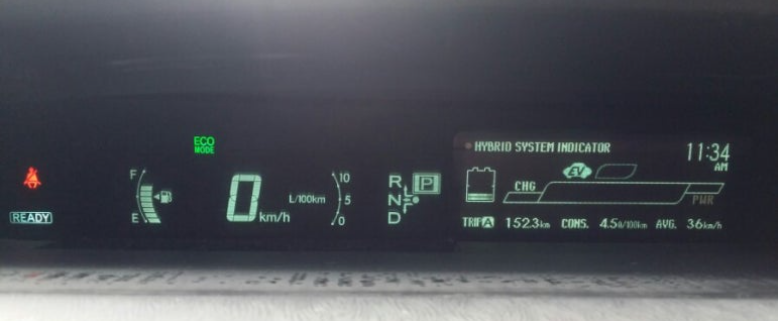 ECO
MODE
READY
F
E
0 km/h
L/100km
10
5
0
R
N
D
P
HYBRID SYSTEM INDICATOR
11:34
AM
EV
CHG
PWR
TRIP A 152.3km CONS. 4.5ℓ/100km AVG. 36km/h